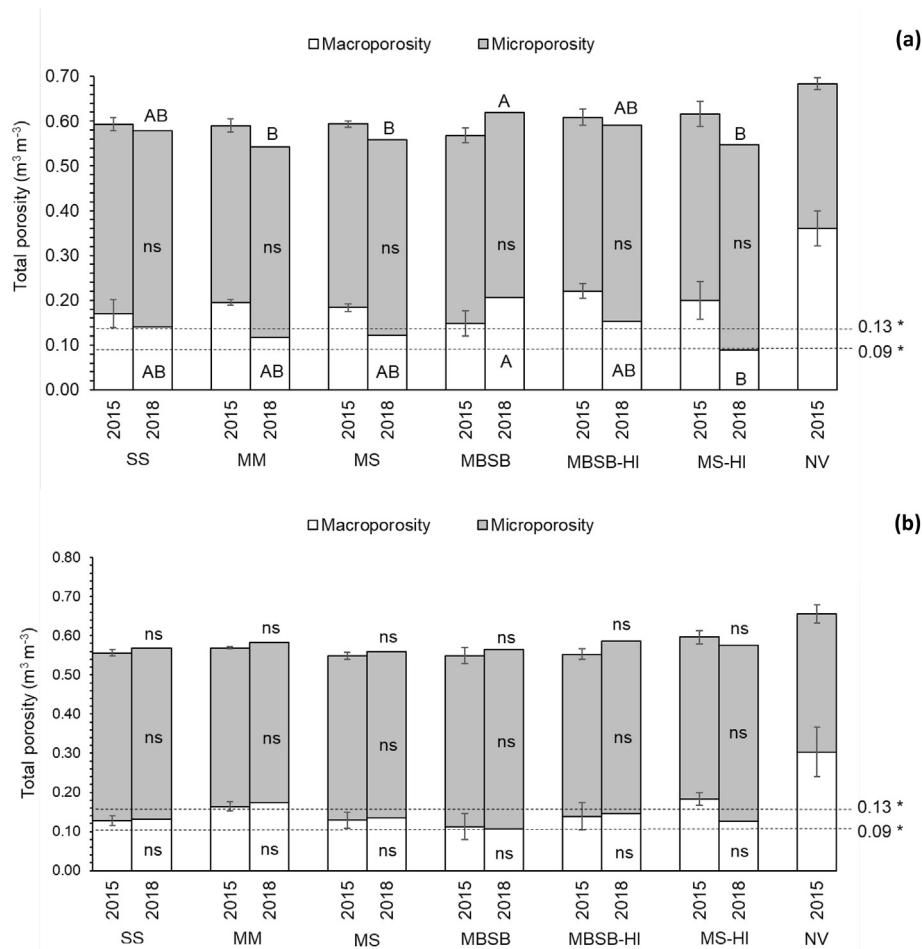 (a)
Macroporosity Microporosity
0.70
0.60
0.50
0.40
0.30
0.20
0.10
0.00
Total porosity (m³ m⁻³)
AB B B A AB B
ns ns ns ns ns ns
AB AB AB A AB B
0.13 *
0.09 *
2015 2018 2015 2018 2015 2018 2015 2018 2015 2018 2015 2018 2015
SS MM MS MBSB MBSB-HI MS-HI NV
(b)
Macroporosity Microporosity
0.80
0.70
0.60
0.50
0.40
0.30
0.20
0.10
0.00
Total porosity (m³ m⁻³)
ns ns ns ns ns ns
ns ns ns ns ns ns
ns ns ns ns ns ns
0.13 *
0.09 *
2015 2018 2015 2018 2015 2018 2015 2018 2015 2018 2015 2018 2015
SS MM MS MBSB MBSB-HI MS-HI NV